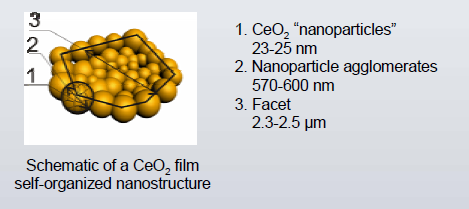 3
2
1
1. CeO₂ “nanoparticles”
23-25 nm
2. Nanoparticle agglomerates
570-600 nm
3. Facet
2.3-2.5 µm
Schematic of a CeO₂ film
self-organized nanostructure